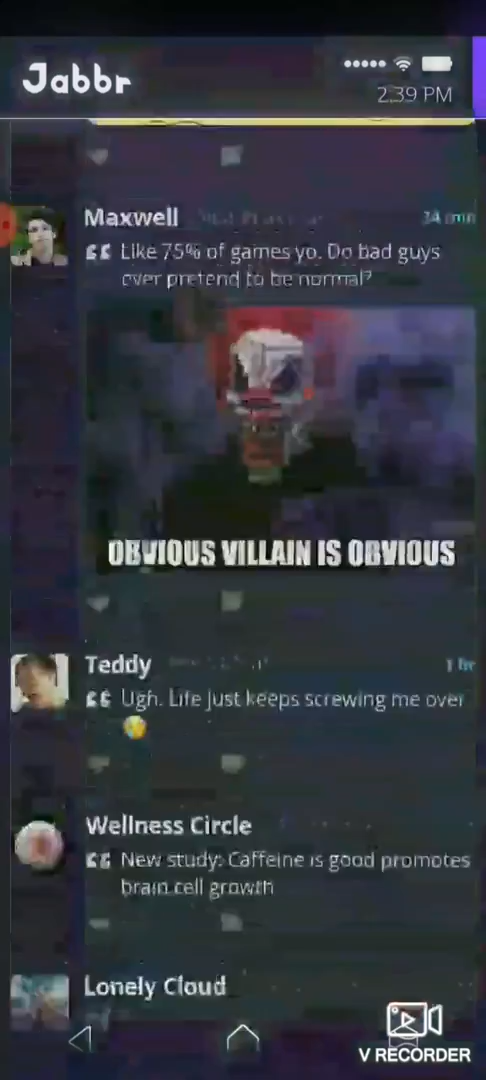 Jabbr
2:39 PM
Maxwell
34 min
Like 75% of games yo. Do bad guys
ever pretend to be normal?
OBVIOUS VILLAIN IS OBVIOUS
Teddy
1 hr
Ugh. Life just keeps screwing me over
Wellness Circle
New study: Caffeine is good promotes
brain cell growth
Lonely Cloud
V RECORDER